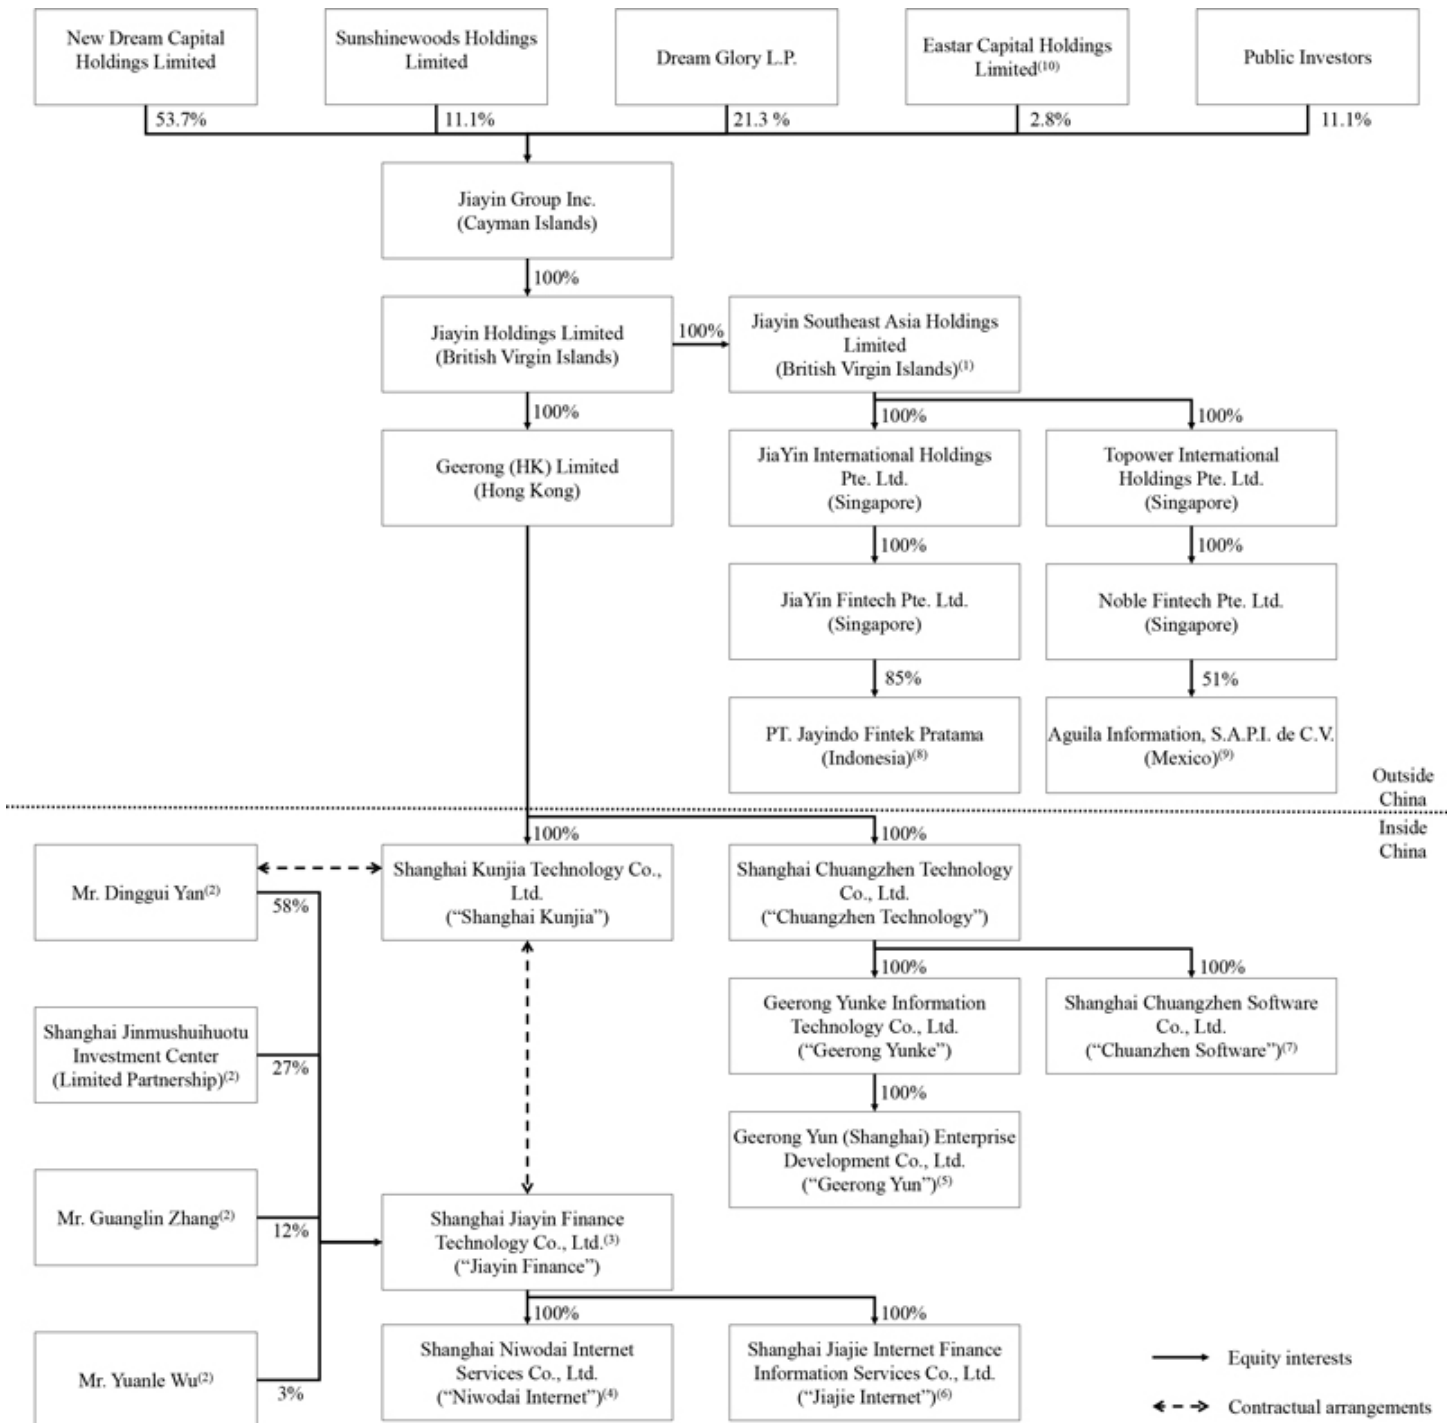 New Dream Capital
Holdings Limited
Sunshinewoods Holdings
Limited
Dream Glory L.P.
Eastar Capital Holdings
Limited(10)
Public Investors
53.7%
11.1%
21.3 %
2.8%
11.1%
Jiayin Group Inc.
(Cayman Islands)
100%
Jiayin Holdings Limited
(British Virgin Islands)
100%
Jiayin Southeast Asia Holdings
Limited
(British Virgin Islands)(1)
100%
100%
100%
Geerong (HK) Limited
(Hong Kong)
JiaYin International Holdings
Pte. Ltd.
(Singapore)
Topower International
Holdings Pte. Ltd.
(Singapore)
100%
100%
JiaYin Fintech Pte. Ltd.
(Singapore)
Noble Fintech Pte. Ltd.
(Singapore)
85%
51%
PT. Jayindo Fintek Pratama
(Indonesia)(8)
Aguila Information, S.A.P.I. de C.V.
(Mexico)(9)
Outside
China
Inside
China
100%
100%
Mr. Dinggui Yan(2)
58%
Shanghai Kunjia Technology Co.,
Ltd.
(“Shanghai Kunjia”)
Shanghai Chuangzhen Technology
Co., Ltd.
(“Chuangzhen Technology”)
100%
100%
Shanghai Jinmushuihuotu
Investment Center
(Limited Partnership)(2)
27%
Geerong Yunke Information
Technology Co., Ltd.
(“Geerong Yunke”)
Shanghai Chuangzhen Software
Co., Ltd.
(“Chuanzhen Software”)(7)
100%
Geerong Yun (Shanghai) Enterprise
Development Co., Ltd.
(“Geerong Yun”)(5)
Mr. Guanglin Zhang(2)
12%
Shanghai Jiayin Finance
Technology Co., Ltd.(3)
(“Jiayin Finance”)
100%
100%
Mr. Yuanle Wu(2)
3%
Shanghai Niwodai Internet
Services Co., Ltd.
(“Niwodai Internet”)(4)
Shanghai Jiajie Internet Finance
Information Services Co., Ltd.
(“Jiajie Internet”)(6)
Equity interests
Contractual arrangements